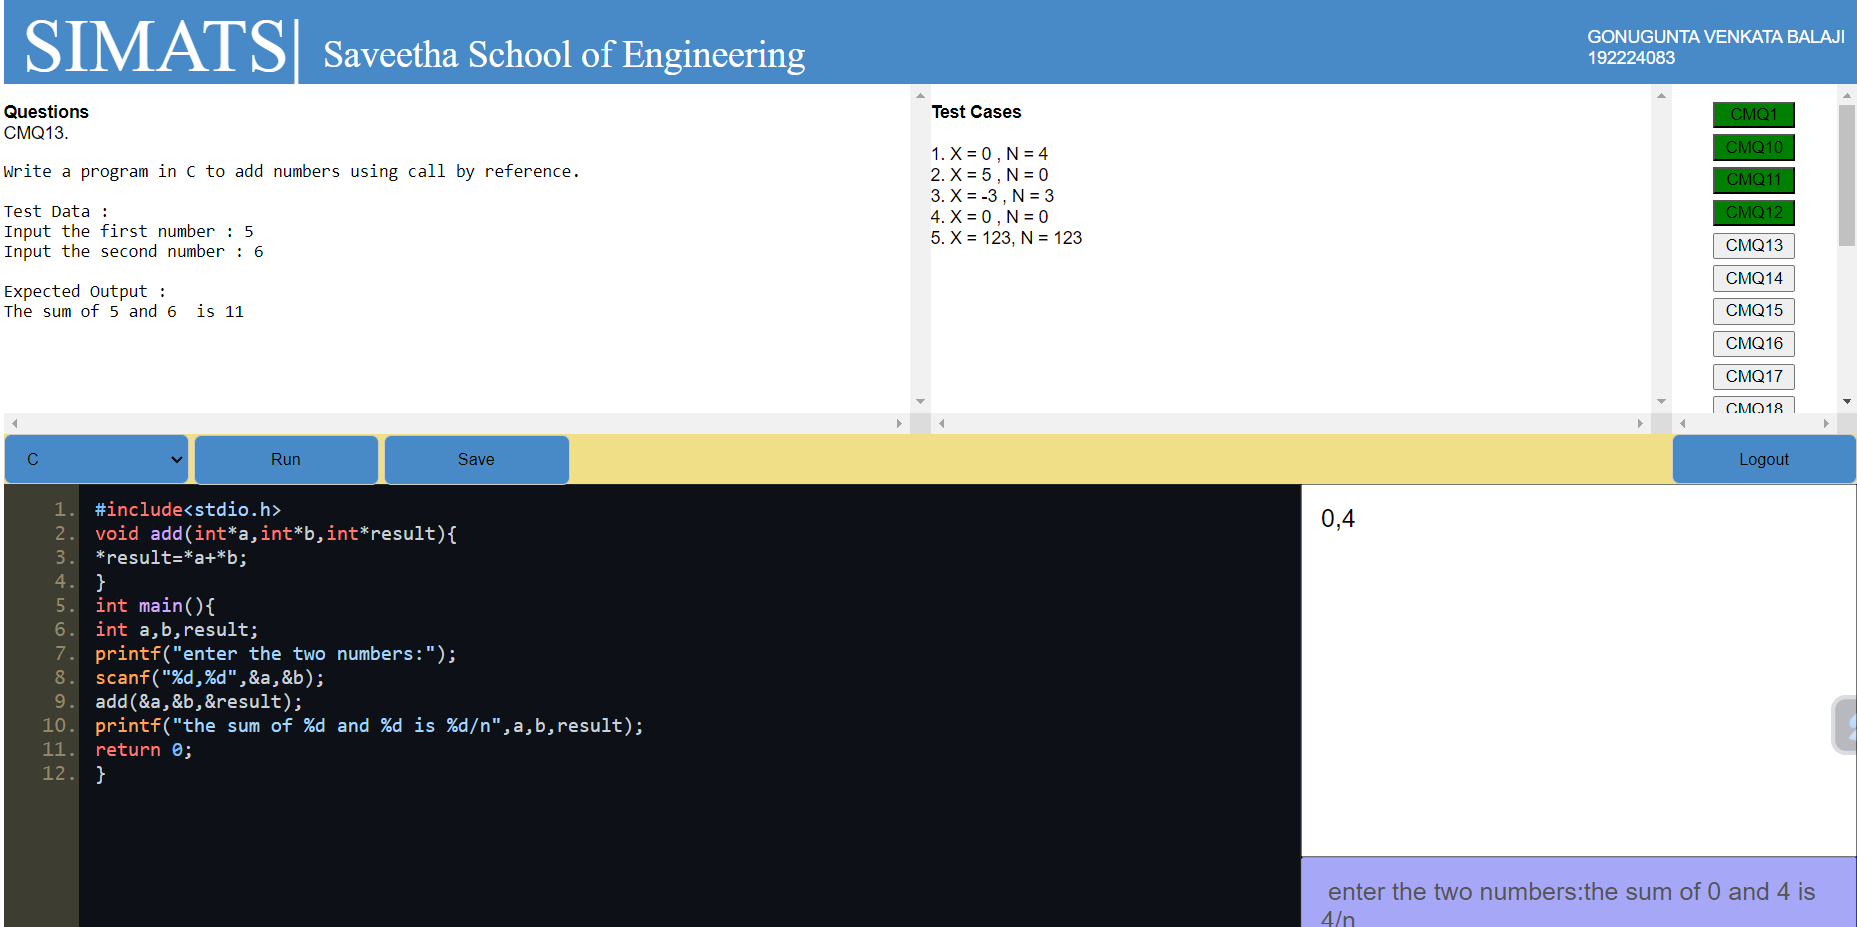 SIMATS| Saveetha School of Engineering
GONUGUNTA VENKATA BALAJI
192224083
Questions
CMQ13.
Write a program in C to add numbers using call by reference.
Test Data :
Input the first number : 5
Input the second number : 6
Expected Output :
The sum of 5 and 6  is 11
Test Cases
1. X = 0 , N = 4
2. X = 5 , N = 0
3. X = -3 , N = 3
4. X = 0 , N = 0
5. X = 123, N = 123
CMQ1
CMQ10
CMQ11
CMQ12
CMQ13
CMQ14
CMQ15
CMQ16
CMQ17
CMQ18
C
Run
Save
Logout
1. #include<stdio.h>
2. void add(int*a,int*b,int*result){
3. *result=*a+*b;
4. }
5. int main(){
6. int a,b,result;
7. printf("enter the two numbers:");
8. scanf("%d,%d",&a,&b);
9. add(&a,&b,&result);
10. printf("the sum of %d and %d is %d/n",a,b,result);
11. return 0;
12. }
0,4
enter the two numbers:the sum of 0 and 4 is
4/n